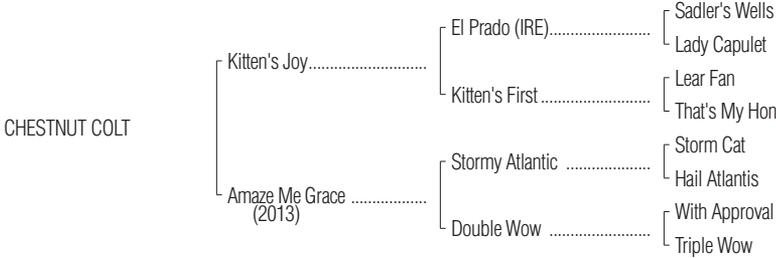 Sadler's Wells
El Prado (IRE)........................
Lady Capulet
Kitten's Joy............................
Lear Fan
Kitten's First ..........................
That's My Hon
CHESTNUT COLT
Storm Cat
Stormy Atlantic ....................
Hail Atlantis
Amaze Me Grace ..................
(2013)
With Approval
Double Wow ........................
Triple Wow